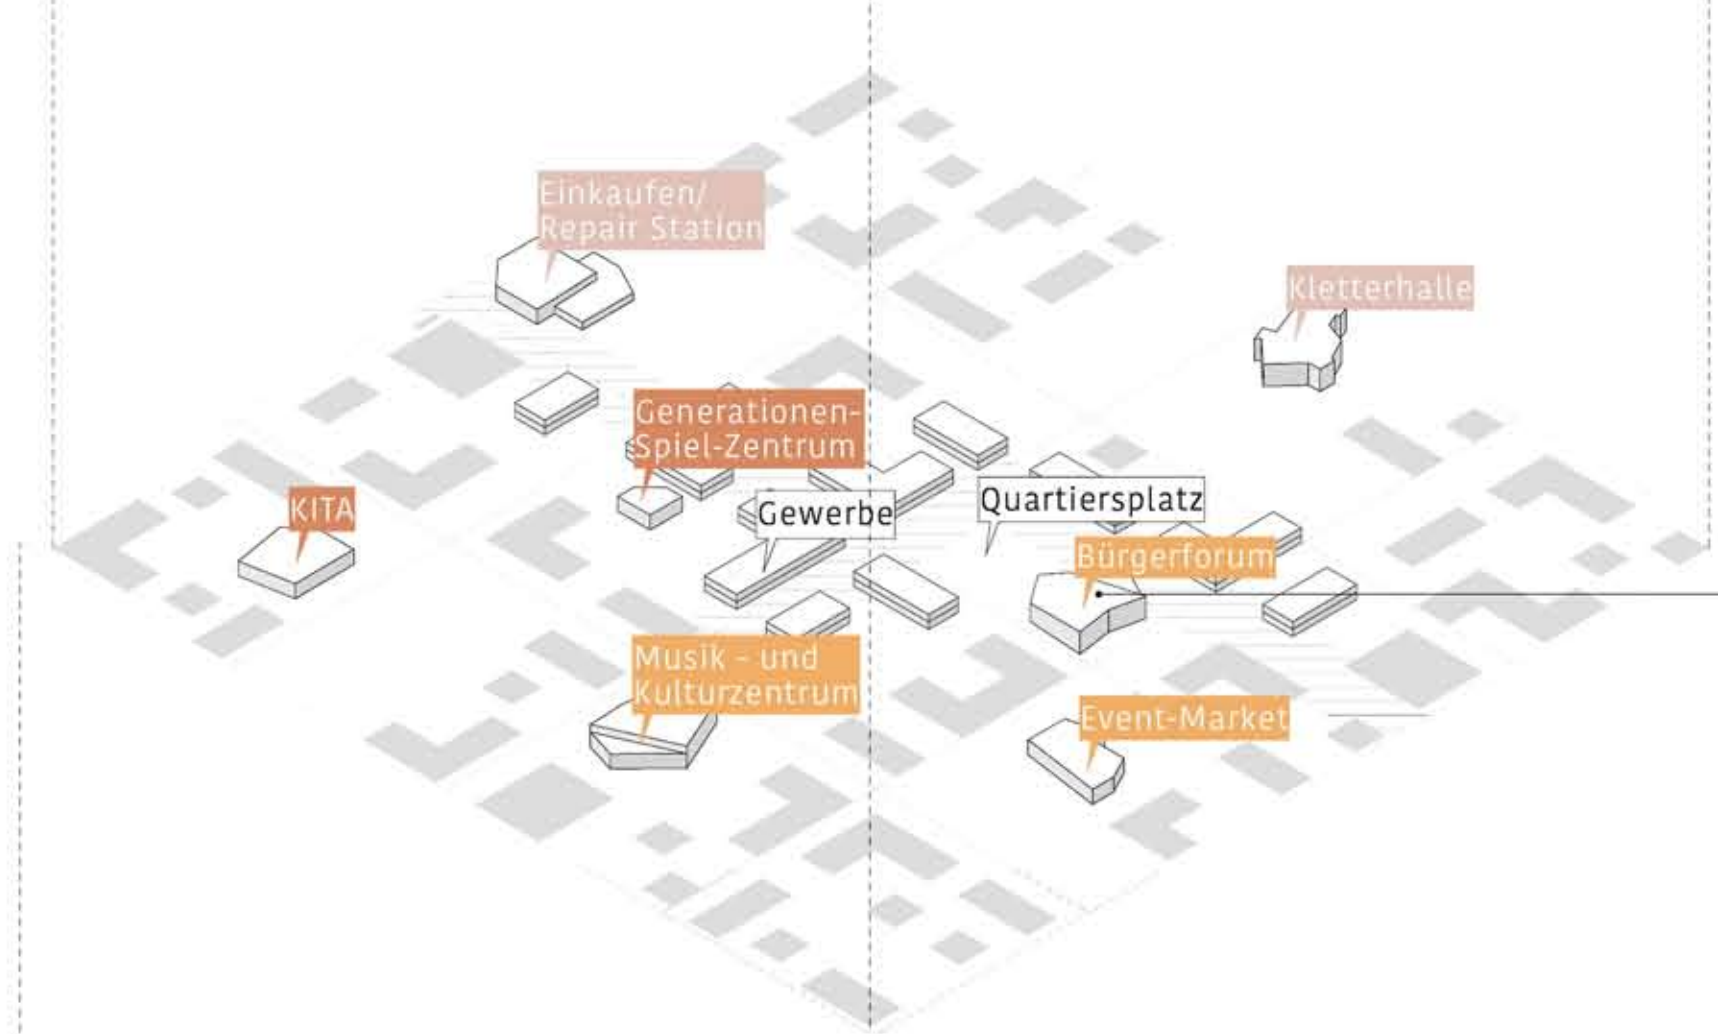 Einkaufen/
Repair Station
Kletterhalle
Generationen-
Spiel-Zentrum
KITA
Gewerbe
Quartiersplatz
Bürgerforum
Musik - und
Kulturzentrum
Event-Market